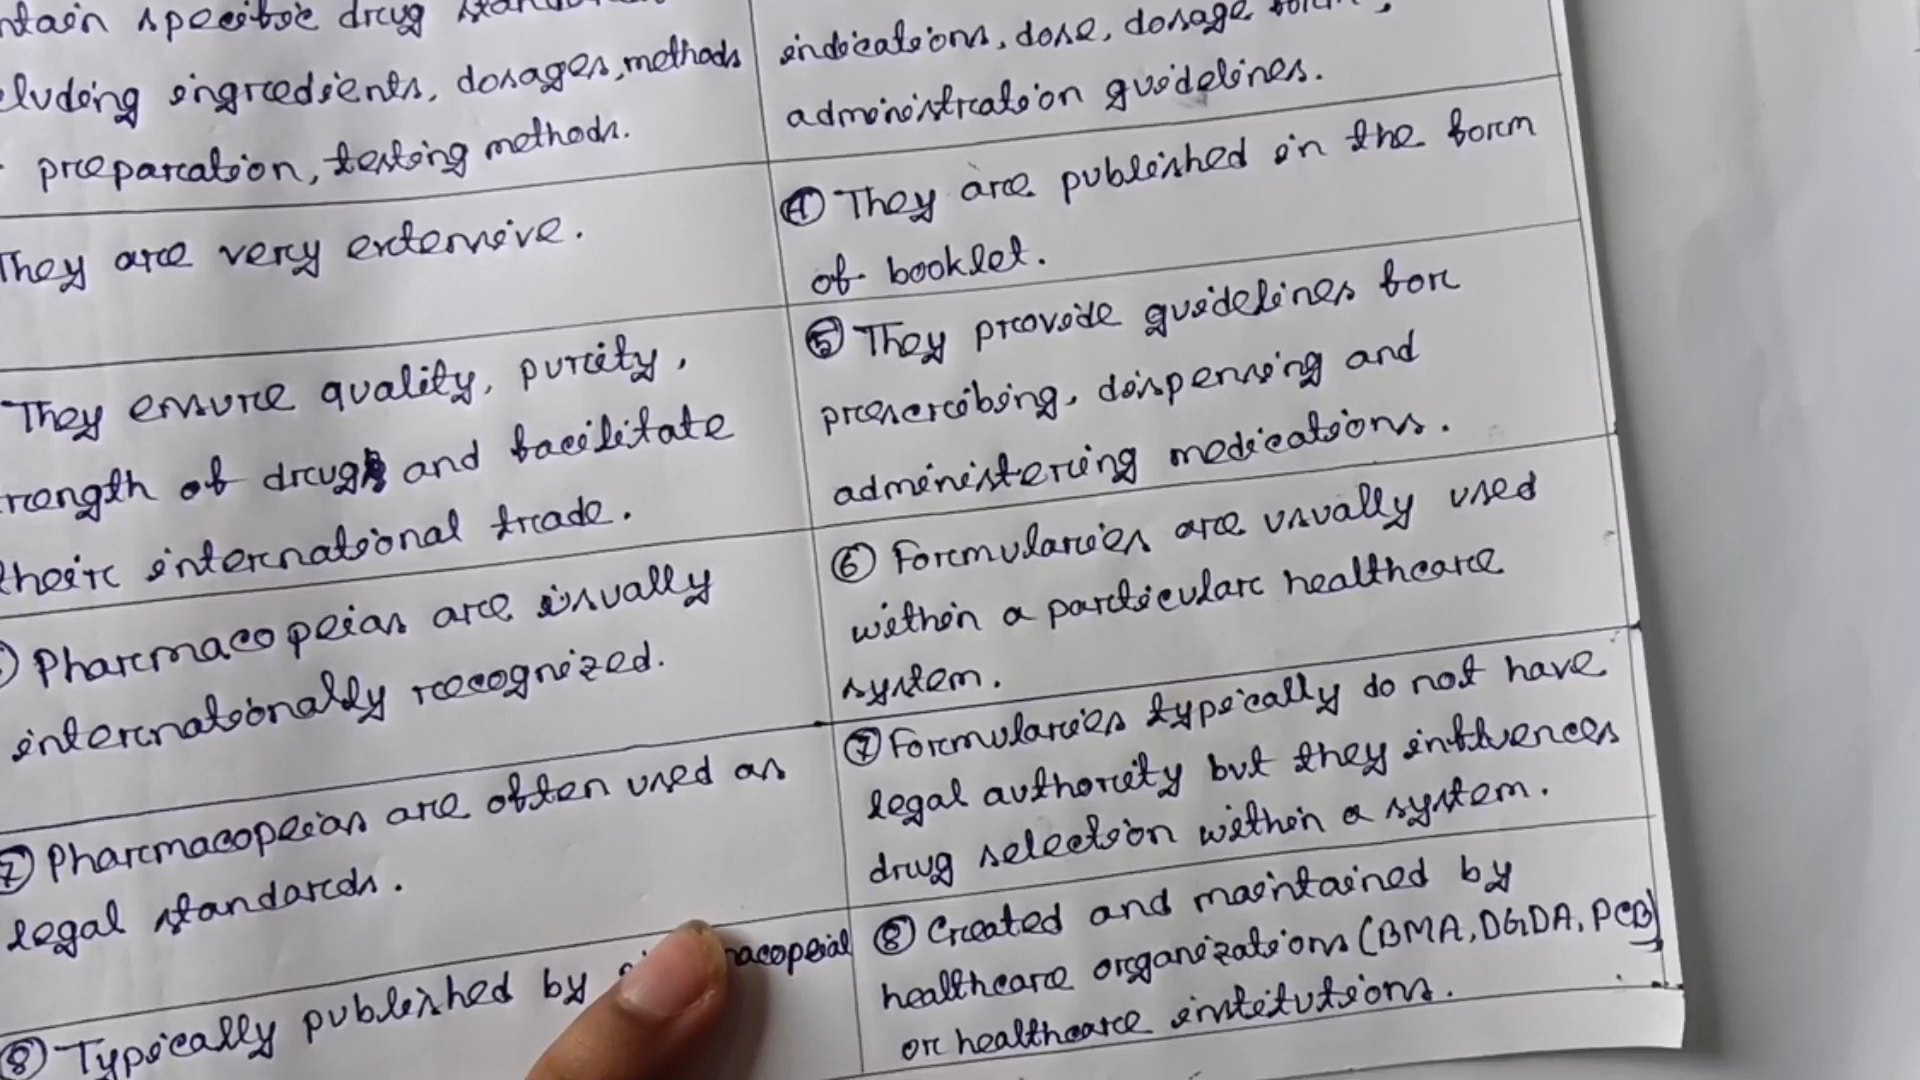 specific drug
ingredients, dosages, methods
preparation, testing methods.
They are very extensive.
They ensure quality, purity,
of drugs and facilitate
their international trade.
Pharmacopeias are usually
internationally recognized.
⑦ Pharmacopeias are often used as
legal standards.
⑧ Typically published by
indications, dose, dosage
administration guidelines.
④ They are published in the form
of booklet.
⑤ They provide guidelines for
prescribing, dispensing and
administering medications.
⑥ Formularies are usually used
within a particular healthcare
system.
⑦ Formularies typically do not have
legal authority but they influences
drug selection within a system.
⑧ Created and maintained by
healthcare organizations (BMA, DGDA, PCB)
or healthcare institutions.